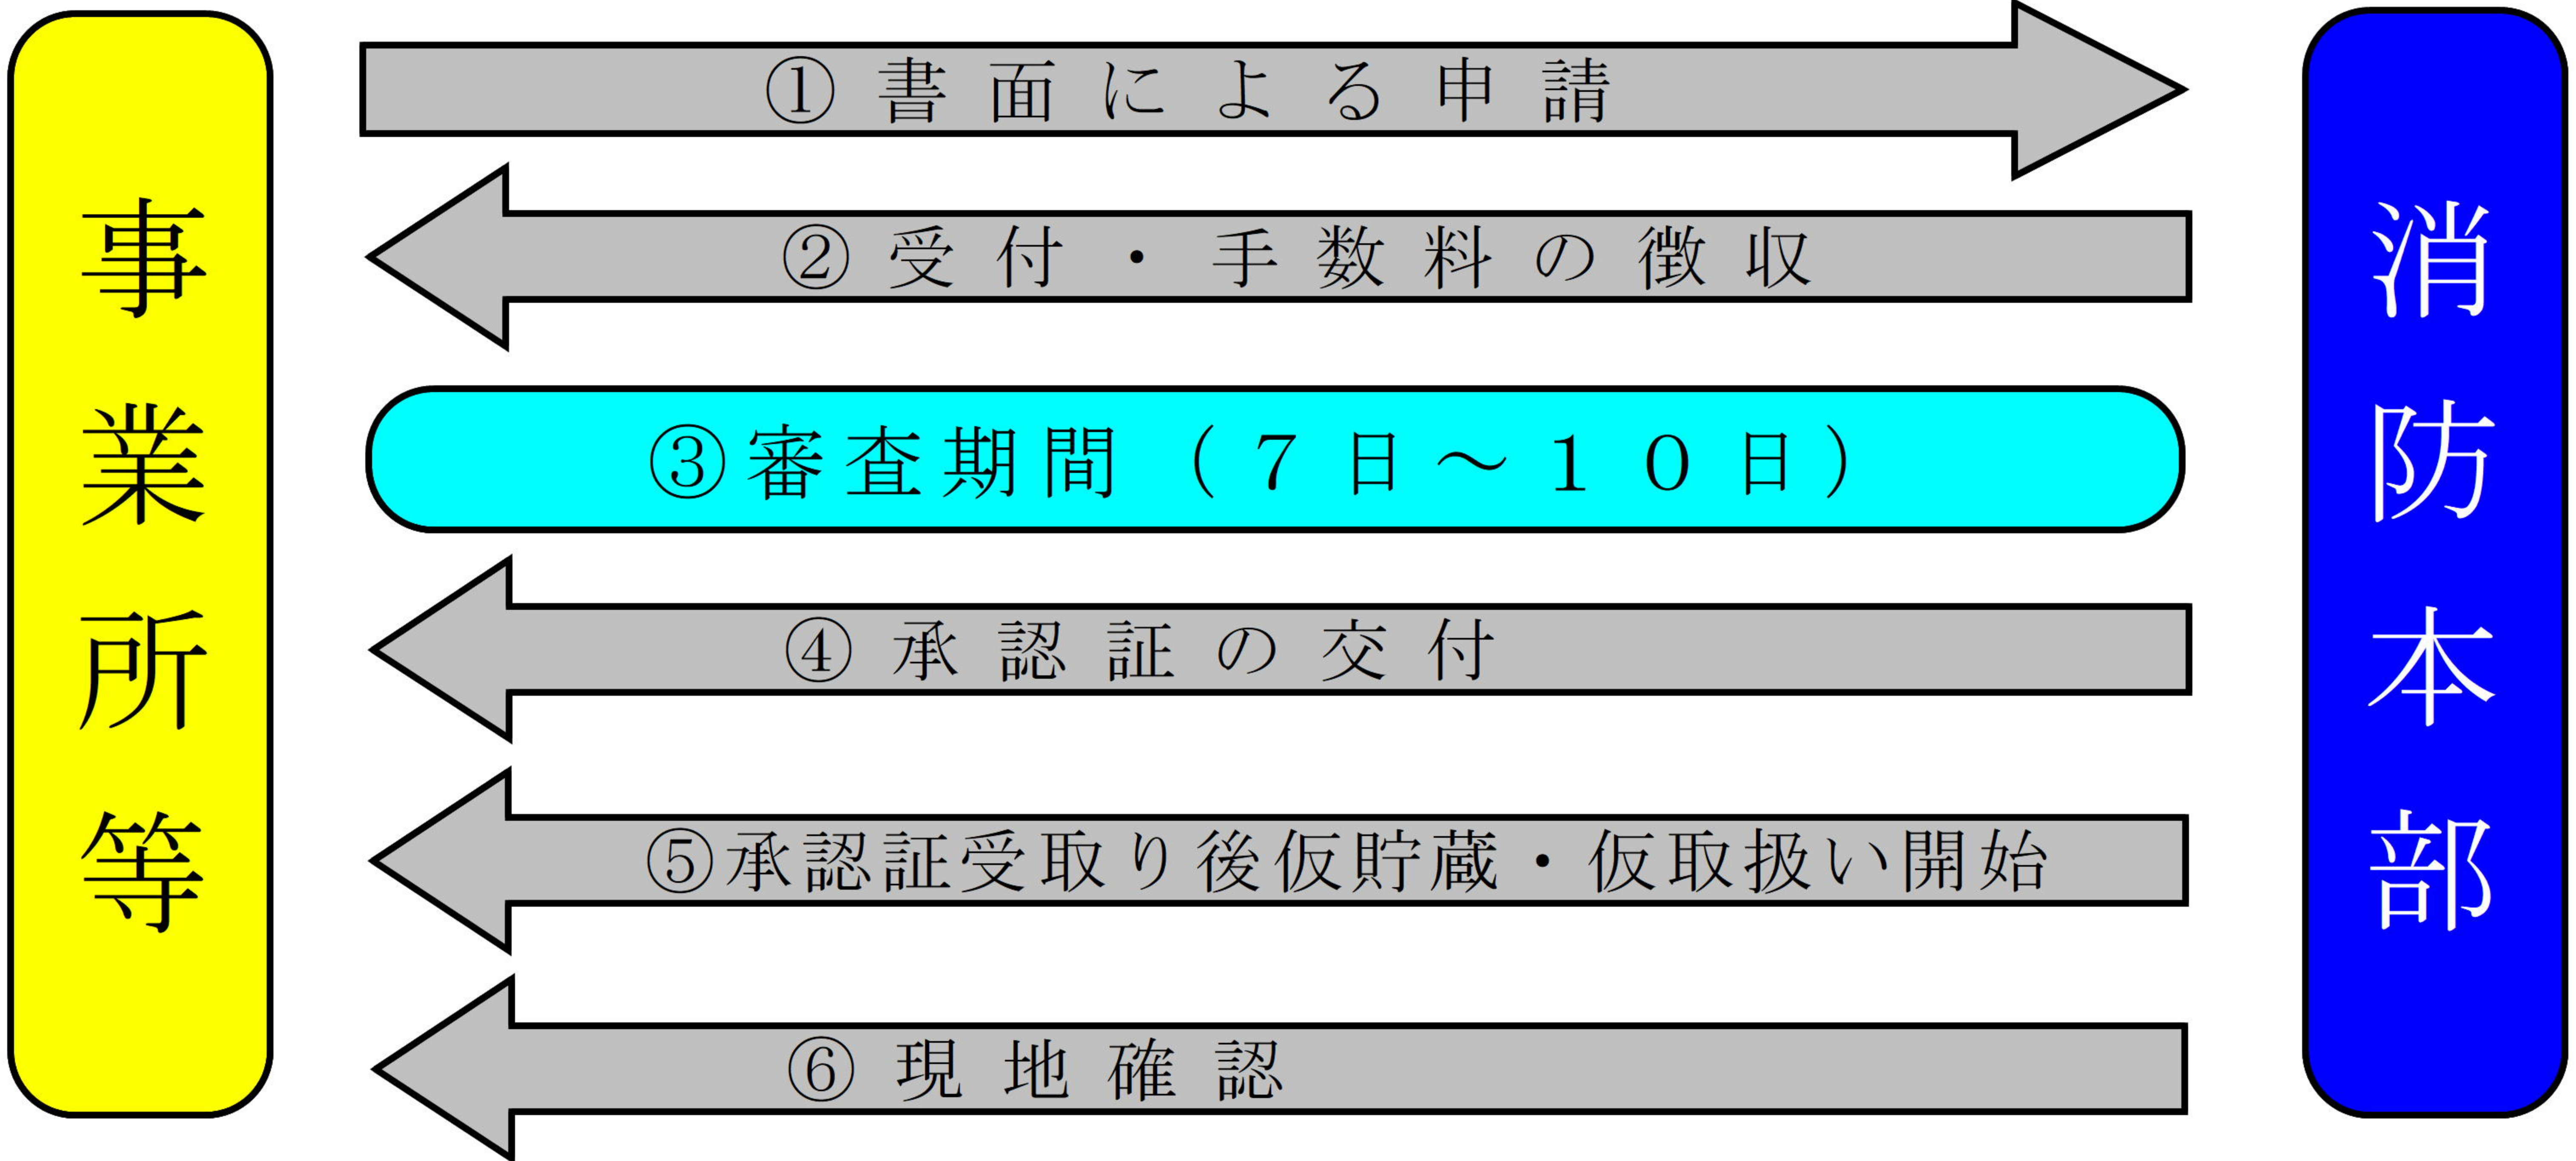 事業所等
①書面による申請
②受付・手数料の徴収
③審査期間（７日～１０日）
④承認証の交付
⑤承認証受取り後仮貯蔵・仮取扱い開始
⑥現地確認
消防本部